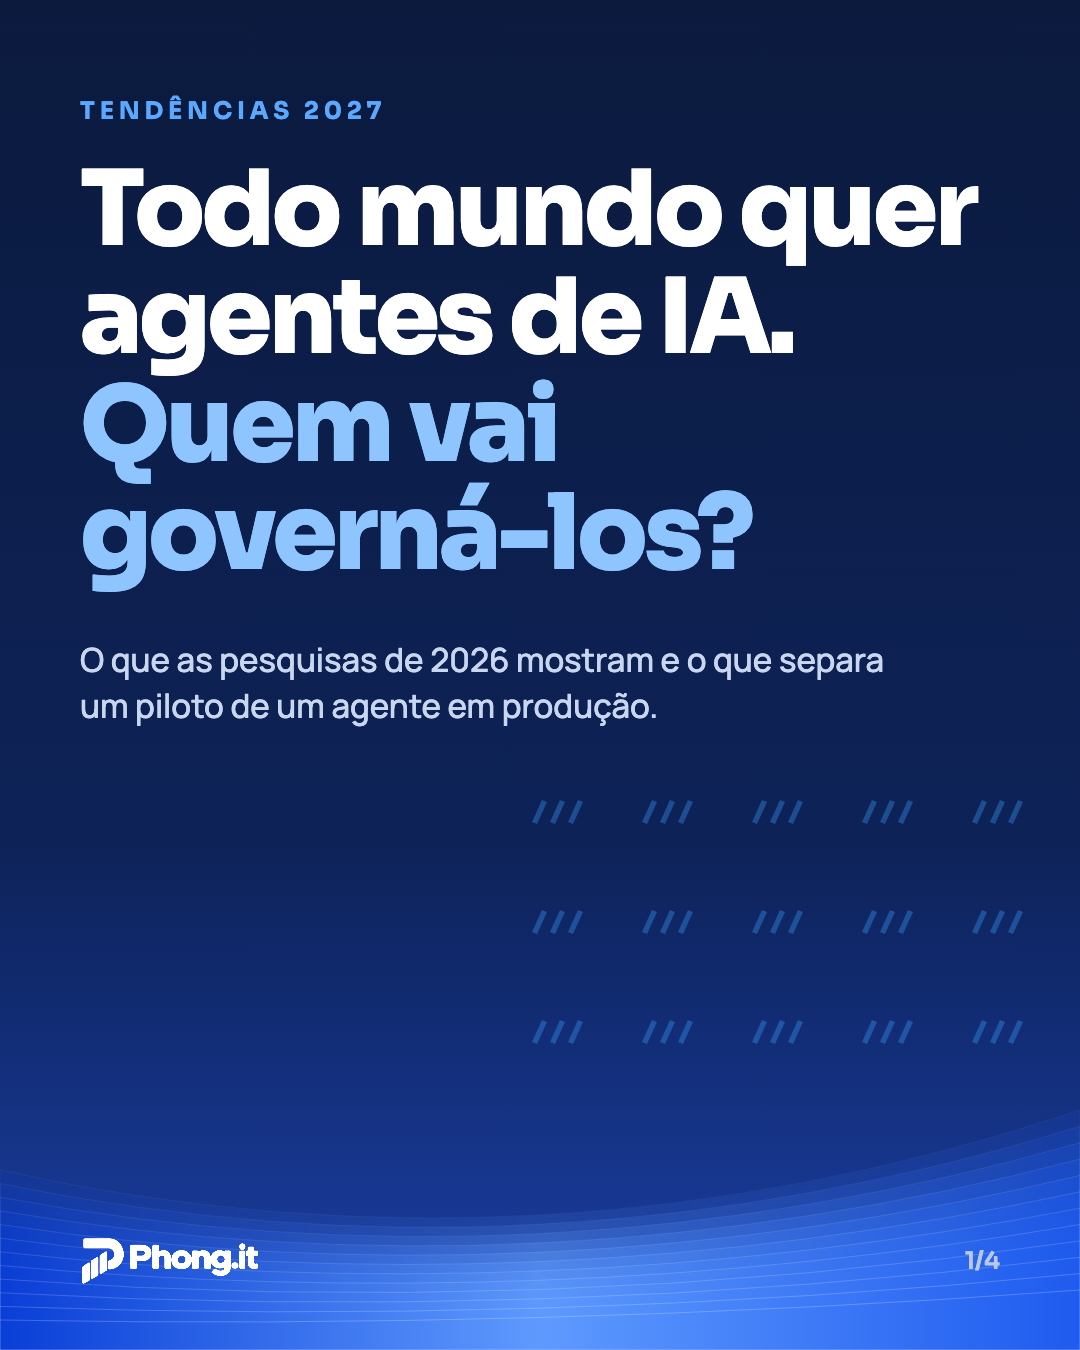 TENDÊNCIAS 2027
Todo mundo quer
agentes de IA.
Quem vai
governá-los?
O que as pesquisas de 2026 mostram e o que separa
um piloto de um agente em produção.
Phong.it
1/4